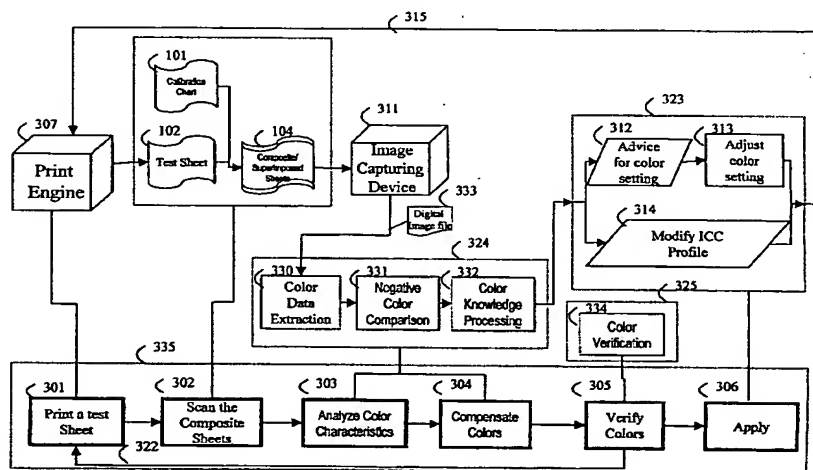 315
101
Calibration
Chart
307
Print
Engine
102
Test Sheet
104
Composite/
Superimposed
Sheets
311
Image
Capturing
Device
333
Digital
Image file
323
312
Advice
for color
setting
313
Adjust
color
setting
314
Modify ICC
Profile
324
330
Color
Data
Extraction
331
Negative
Color
Comparison
332
Color
Knowledge
Processing
325
334
Color
Verification
335
301
Print a test
Sheet
302
Scan the
Composite
Sheets
303
Analyze Color
Characteristics
304
Compensate
Colors
305
Verify
Colors
306
Apply
322